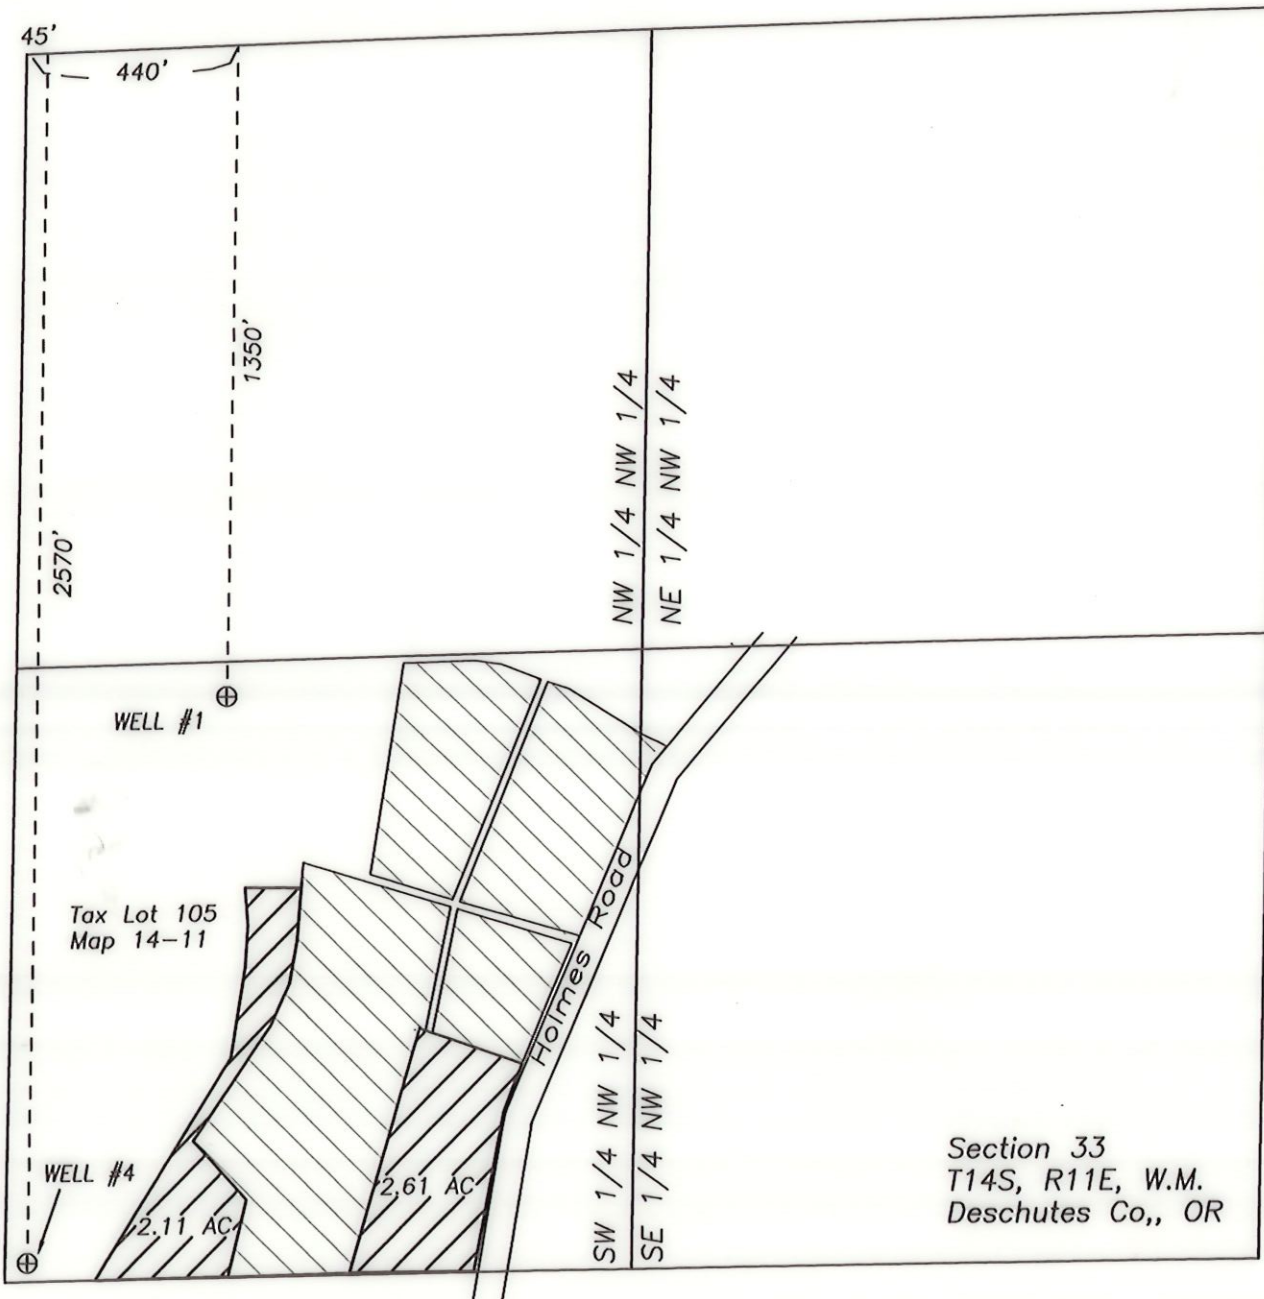 45'
440'
1350'
2570'
NW 1/4 NW 1/4
NE 1/4 NW 1/4
WELL #1
Tax Lot 105
Map 14-11
Holmes Road
WELL #4
2.11 AC
2.61 AC
SW 1/4 NW 1/4
SE 1/4 NW 1/4
Section 33
T14S, R11E, W.M.
Deschutes Co,, OR